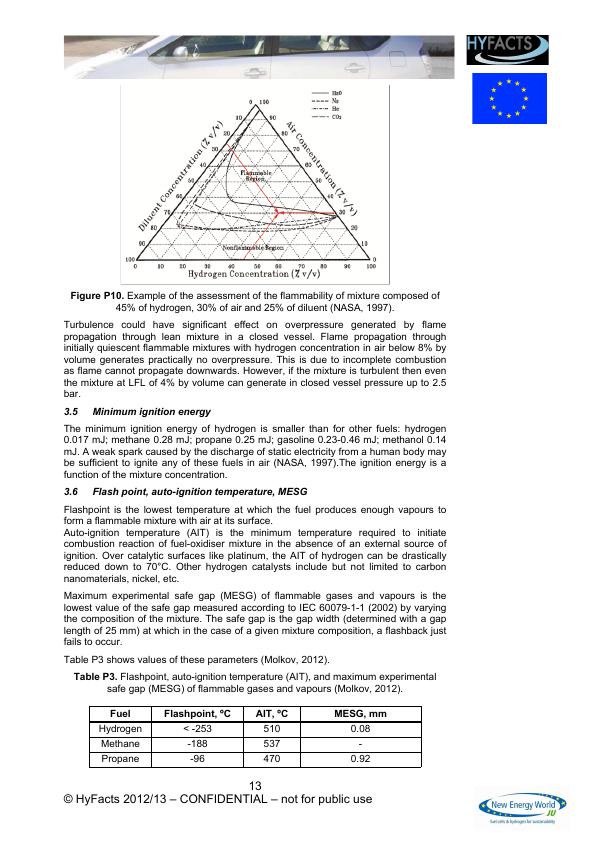 HYFACTS
H₂O
N₂
He
CO₂
0 100
10 90
20 80
30 70
40 60
50 50
60 40
70 30
80 20
90 10
100 0
Diluent Concentration (% v/v)
Air Concentration (% v/v)
Flammable
Region
Nonflammable Region
0 10 20 30 40 50 60 70 80 90 100
Hydrogen Concentration (% v/v)
Figure P10. Example of the assessment of the flammability of mixture composed of
45% of hydrogen, 30% of air and 25% of diluent (NASA, 1997).
Turbulence could have significant effect on overpressure generated by flame
propagation through lean mixture in a closed vessel. Flame propagation through
initially quiescent flammable mixtures with hydrogen concentration in air below 8% by
volume generates practically no overpressure. This is due to incomplete combustion
as flame cannot propagate downwards. However, if the mixture is turbulent then even
the mixture at LFL of 4% by volume can generate in closed vessel pressure up to 2.5
bar.
3.5 Minimum ignition energy
The minimum ignition energy of hydrogen is smaller than for other fuels: hydrogen
0.017 mJ; methane 0.28 mJ; propane 0.25 mJ; gasoline 0.23-0.46 mJ; methanol 0.14
mJ. A weak spark caused by the discharge of static electricity from a human body may
be sufficient to ignite any of these fuels in air (NASA, 1997).The ignition energy is a
function of the mixture concentration.
3.6 Flash point, auto-ignition temperature, MESG
Flashpoint is the lowest temperature at which the fuel produces enough vapours to
form a flammable mixture with air at its surface.
Auto-ignition temperature (AIT) is the minimum temperature required to initiate
combustion reaction of fuel-oxidiser mixture in the absence of an external source of
ignition. Over catalytic surfaces like platinum, the AIT of hydrogen can be drastically
reduced down to 70°C. Other hydrogen catalysts include but not limited to carbon
nanomaterials, nickel, etc.
Maximum experimental safe gap (MESG) of flammable gases and vapours is the
lowest value of the safe gap measured according to IEC 60079-1-1 (2002) by varying
the composition of the mixture. The safe gap is the gap width (determined with a gap
length of 25 mm) at which in the case of a given mixture composition, a flashback just
fails to occur.
Table P3 shows values of these parameters (Molkov, 2012).
Table P3. Flashpoint, auto-ignition temperature (AIT), and maximum experimental
safe gap (MESG) of flammable gases and vapours (Molkov, 2012).
Fuel Flashpoint, ºC AIT, ºC MESG, mm
Hydrogen < -253 510 0.08
Methane -188 537 -
Propane -96 470 0.92
13
© HyFacts 2012/13 – CONFIDENTIAL – not for public use
New Energy World
JU
fuel cells & hydrogen for sustainability